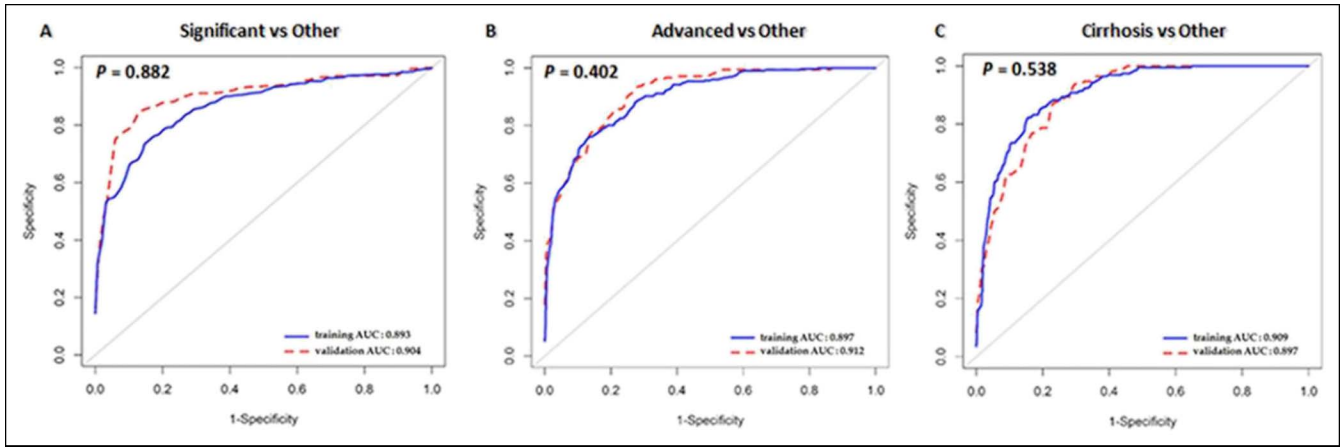 A Significant vs Other
P = 0.882
Specificity
1.0
0.8
0.6
0.4
0.2
0.0
training AUC: 0.893
validation AUC: 0.904
0.0 0.2 0.4 0.6 0.8 1.0
1-Specificity
B Advanced vs Other
P = 0.402
Specificity
1.0
0.8
0.6
0.4
0.2
0.0
training AUC: 0.897
validation AUC: 0.912
0.0 0.2 0.4 0.6 0.8 1.0
1-Specificity
C Cirrhosis vs Other
P = 0.538
Specificity
1.0
0.8
0.6
0.4
0.2
0.0
training AUC: 0.909
validation AUC: 0.897
0.0 0.2 0.4 0.6 0.8 1.0
1-Specificity